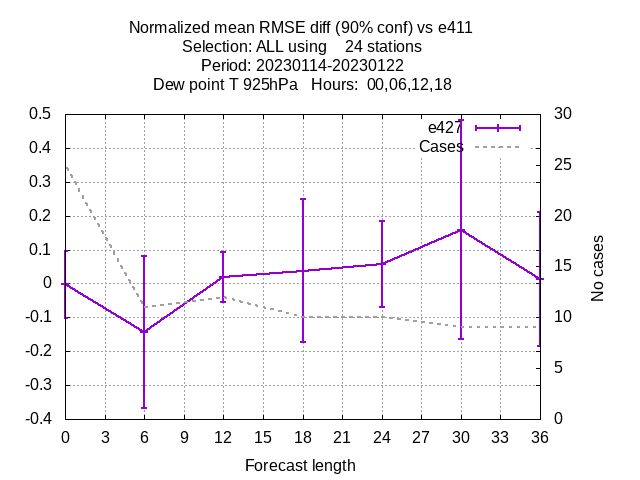 Normalized mean RMSE diff (90% conf) vs e411
Selection: ALL using    24 stations
Period: 20230114-20230122
Dew point T 925hPa   Hours:  00,06,12,18
e427
Cases
0.5
0.4
0.3
0.2
0.1
0
-0.1
-0.2
-0.3
-0.4
30
25
20
15
10
5
0
No cases
0 3 6 9 12 15 18 21 24 27 30 33 36
Forecast length